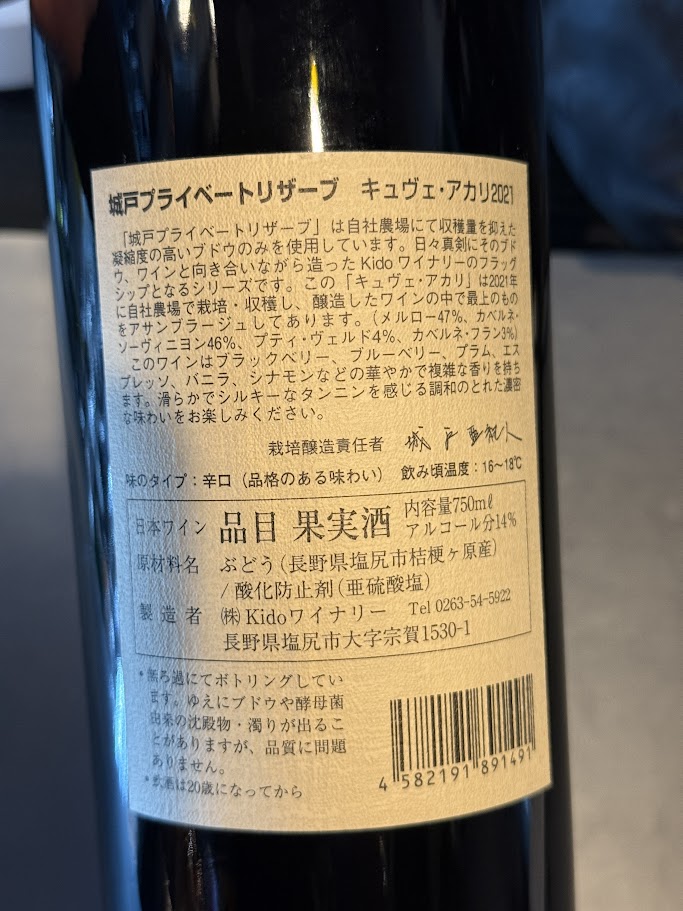 城戸プライベートリザーブ　キュヴェ・アカリ2021
「城戸プライベートリザーブ」は自社農場にて収穫量を抑えた
凝縮度の高いブドウのみを使用しています。日々真剣にそのブド
ウ、ワインと向き合いながら造ったKidoワイナリーのフラッグ
シップとなるシリーズです。この「キュヴェ・アカリ」は2021年
に自社農場で栽培・収穫し、醸造したワインの中で最上のもの
をアサンブラージュしてあります。（メルロー47%、カベルネ・
ソーヴィニヨン46%、プティ・ヴェルド4%、カベルネ・フラン3%）
このワインはブラックベリー、ブルーベリー、プラム、エス
プレッソ、バニラ、シナモンなどの華やかで複雑な香りを持ち
ます。滑らかでシルキーなタンニンを感じる調和のとれた濃密
な味わいをお楽しみください。
栽培醸造責任者　城戸亜紀人
味のタイプ：辛口（品格のある味わい）　飲み頃温度：16〜18℃
日本ワイン　品目 果実酒　内容量750mℓ
アルコール分14%
原材料名　ぶどう（長野県塩尻市桔梗ヶ原産）
/ 酸化防止剤（亜硫酸塩）
製造者　㈱Kidoワイナリー　Tel 0263-54-5922
長野県塩尻市大字宗賀1530-1
・無ろ過にてボトリングしてい
ます。ゆえにブドウや酵母菌
由来の沈殿物・濁りが出るこ
とがありますが、品質に問題
ありません。
・飲酒は20歳になってから
4 582191 891491